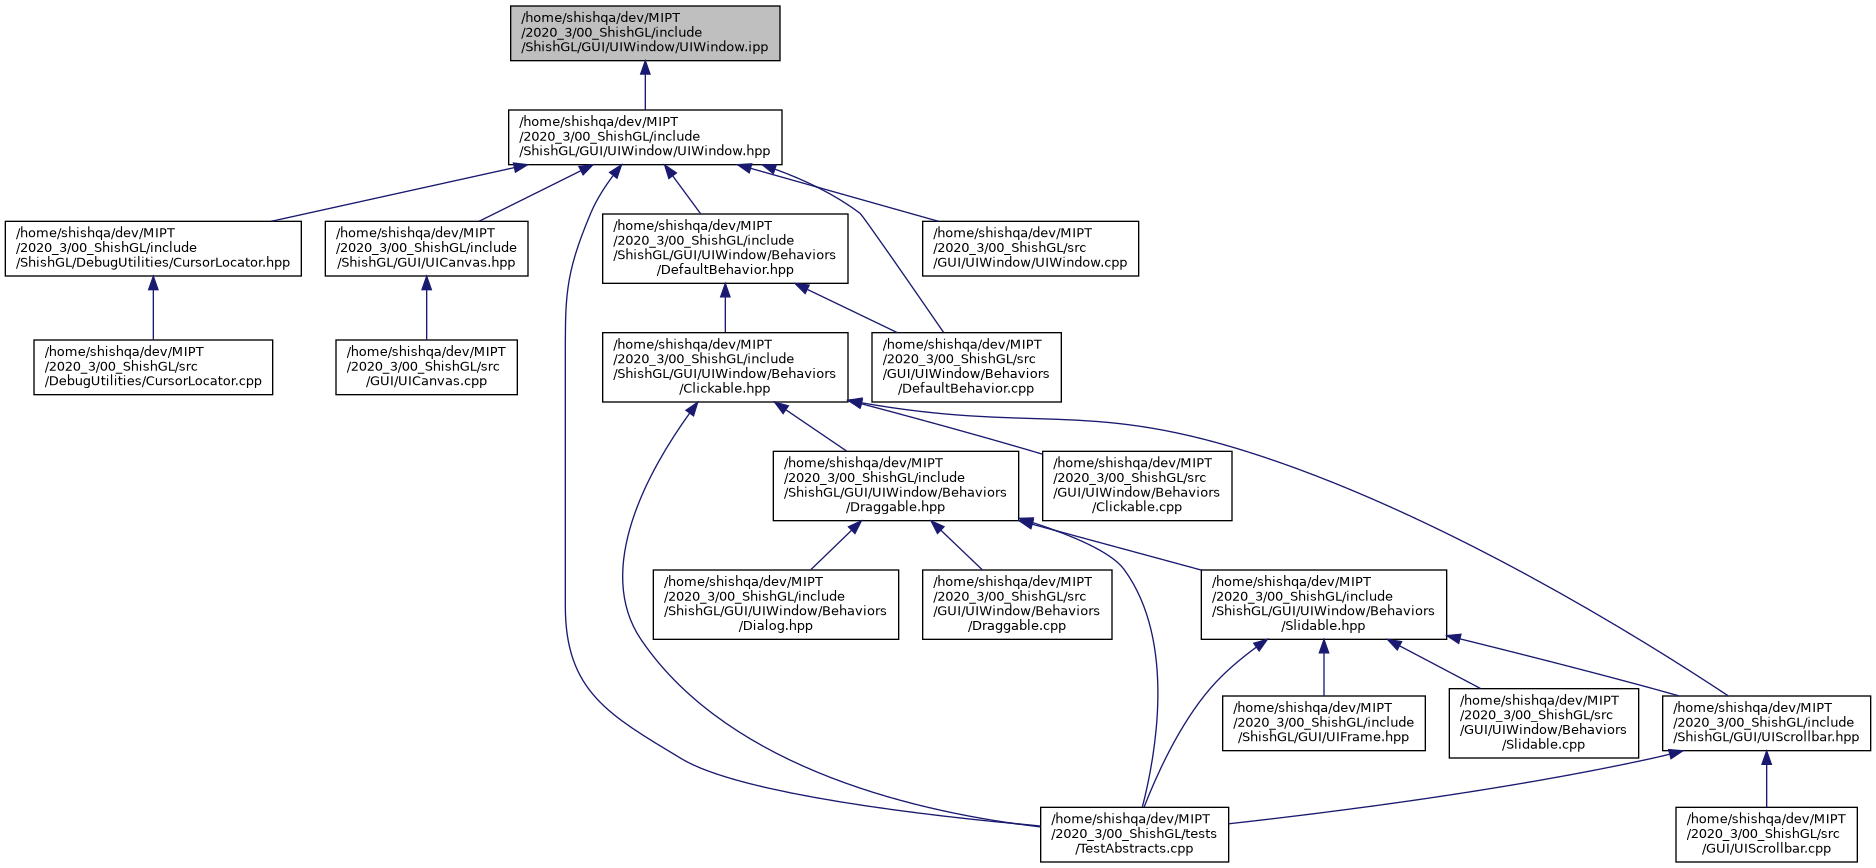 /home/shishqa/dev/MIPT
/2020_3/00_ShishGL/include
/ShishGL/GUI/UIWindow/UIWindow.ipp
/home/shishqa/dev/MIPT
/2020_3/00_ShishGL/include
/ShishGL/GUI/UIWindow/UIWindow.hpp
/home/shishqa/dev/MIPT
/2020_3/00_ShishGL/include
/ShishGL/DebugUtilities/CursorLocator.hpp
/home/shishqa/dev/MIPT
/2020_3/00_ShishGL/include
/ShishGL/GUI/UICanvas.hpp
/home/shishqa/dev/MIPT
/2020_3/00_ShishGL/include
/ShishGL/GUI/UIWindow/Behaviors
/DefaultBehavior.hpp
/home/shishqa/dev/MIPT
/2020_3/00_ShishGL/src
/GUI/UIWindow/UIWindow.cpp
/home/shishqa/dev/MIPT
/2020_3/00_ShishGL/src
/DebugUtilities/CursorLocator.cpp
/home/shishqa/dev/MIPT
/2020_3/00_ShishGL/src
/GUI/UICanvas.cpp
/home/shishqa/dev/MIPT
/2020_3/00_ShishGL/include
/ShishGL/GUI/UIWindow/Behaviors
/Clickable.hpp
/home/shishqa/dev/MIPT
/2020_3/00_ShishGL/src
/GUI/UIWindow/Behaviors
/DefaultBehavior.cpp
/home/shishqa/dev/MIPT
/2020_3/00_ShishGL/include
/ShishGL/GUI/UIWindow/Behaviors
/Draggable.hpp
/home/shishqa/dev/MIPT
/2020_3/00_ShishGL/src
/GUI/UIWindow/Behaviors
/Clickable.cpp
/home/shishqa/dev/MIPT
/2020_3/00_ShishGL/include
/ShishGL/GUI/UIWindow/Behaviors
/Dialog.hpp
/home/shishqa/dev/MIPT
/2020_3/00_ShishGL/src
/GUI/UIWindow/Behaviors
/Draggable.cpp
/home/shishqa/dev/MIPT
/2020_3/00_ShishGL/include
/ShishGL/GUI/UIWindow/Behaviors
/Slidable.hpp
/home/shishqa/dev/MIPT
/2020_3/00_ShishGL/include
/ShishGL/GUI/UIFrame.hpp
/home/shishqa/dev/MIPT
/2020_3/00_ShishGL/src
/GUI/UIWindow/Behaviors
/Slidable.cpp
/home/shishqa/dev/MIPT
/2020_3/00_ShishGL/include
/ShishGL/GUI/UIScrollbar.hpp
/home/shishqa/dev/MIPT
/2020_3/00_ShishGL/tests
/TestAbstracts.cpp
/home/shishqa/dev/MIPT
/2020_3/00_ShishGL/src
/GUI/UIScrollbar.cpp